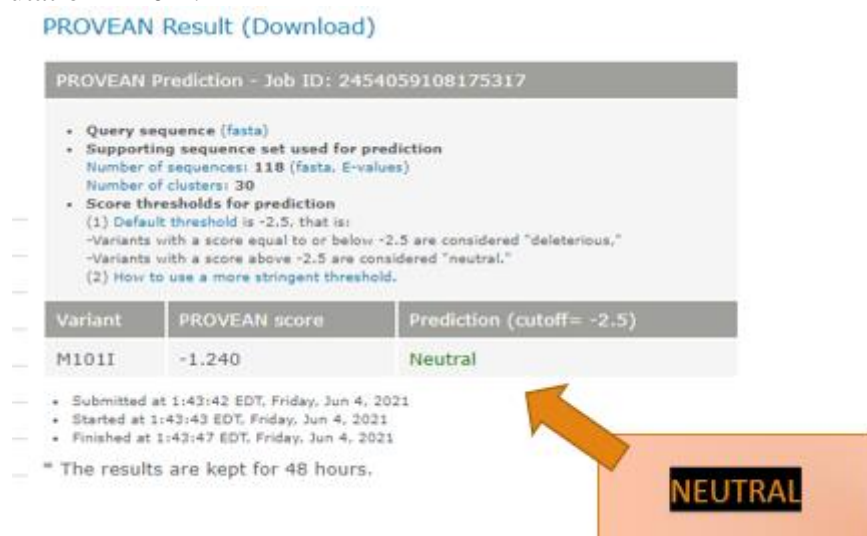 PROVEAN Result (Download)
PROVEAN Prediction - Job ID: 2454059108175317
• Query sequence (fasta)
• Supporting sequence set used for prediction
Number of sequences: 118 (fasta, E-values)
Number of clusters: 30
• Score thresholds for prediction
(1) Default threshold is -2.5, that is:
-Variants with a score equal to or below -2.5 are considered "deleterious,"
-Variants with a score above -2.5 are considered "neutral."
(2) How to use a more stringent threshold.
Variant PROVEAN score Prediction (cutoff= -2.5)
M101I -1.240 Neutral
• Submitted at 1:43:42 EDT, Friday, Jun 4, 2021
• Started at 1:43:43 EDT, Friday, Jun 4, 2021
• Finished at 1:43:47 EDT, Friday, Jun 4, 2021
* The results are kept for 48 hours.
NEUTRAL